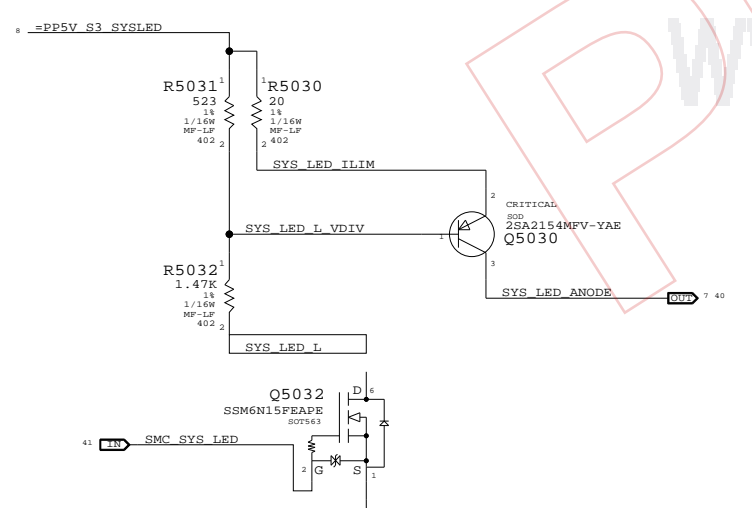 8 =PP5V_S3_SYSLED
R5031 1
523
1%
1/16W
MF-LF
402 2
1 R5030
20
1%
1/16W
MF-LF
402
2
SYS_LED_ILIM
2
CRITICAL
SOD
2SA2154MFV-YAE
Q5030
SYS_LED_L_VDIV
1
3
R5032 1
1.47K
1%
1/16W
MF-LF
402 2
SYS_LED_ANODE
OUT 7 40
SYS_LED_L
Q5032
SSM6N15FEAPE
SOT563
D 6
41 IN SMC_SYS_LED
2 G S 1
P
W